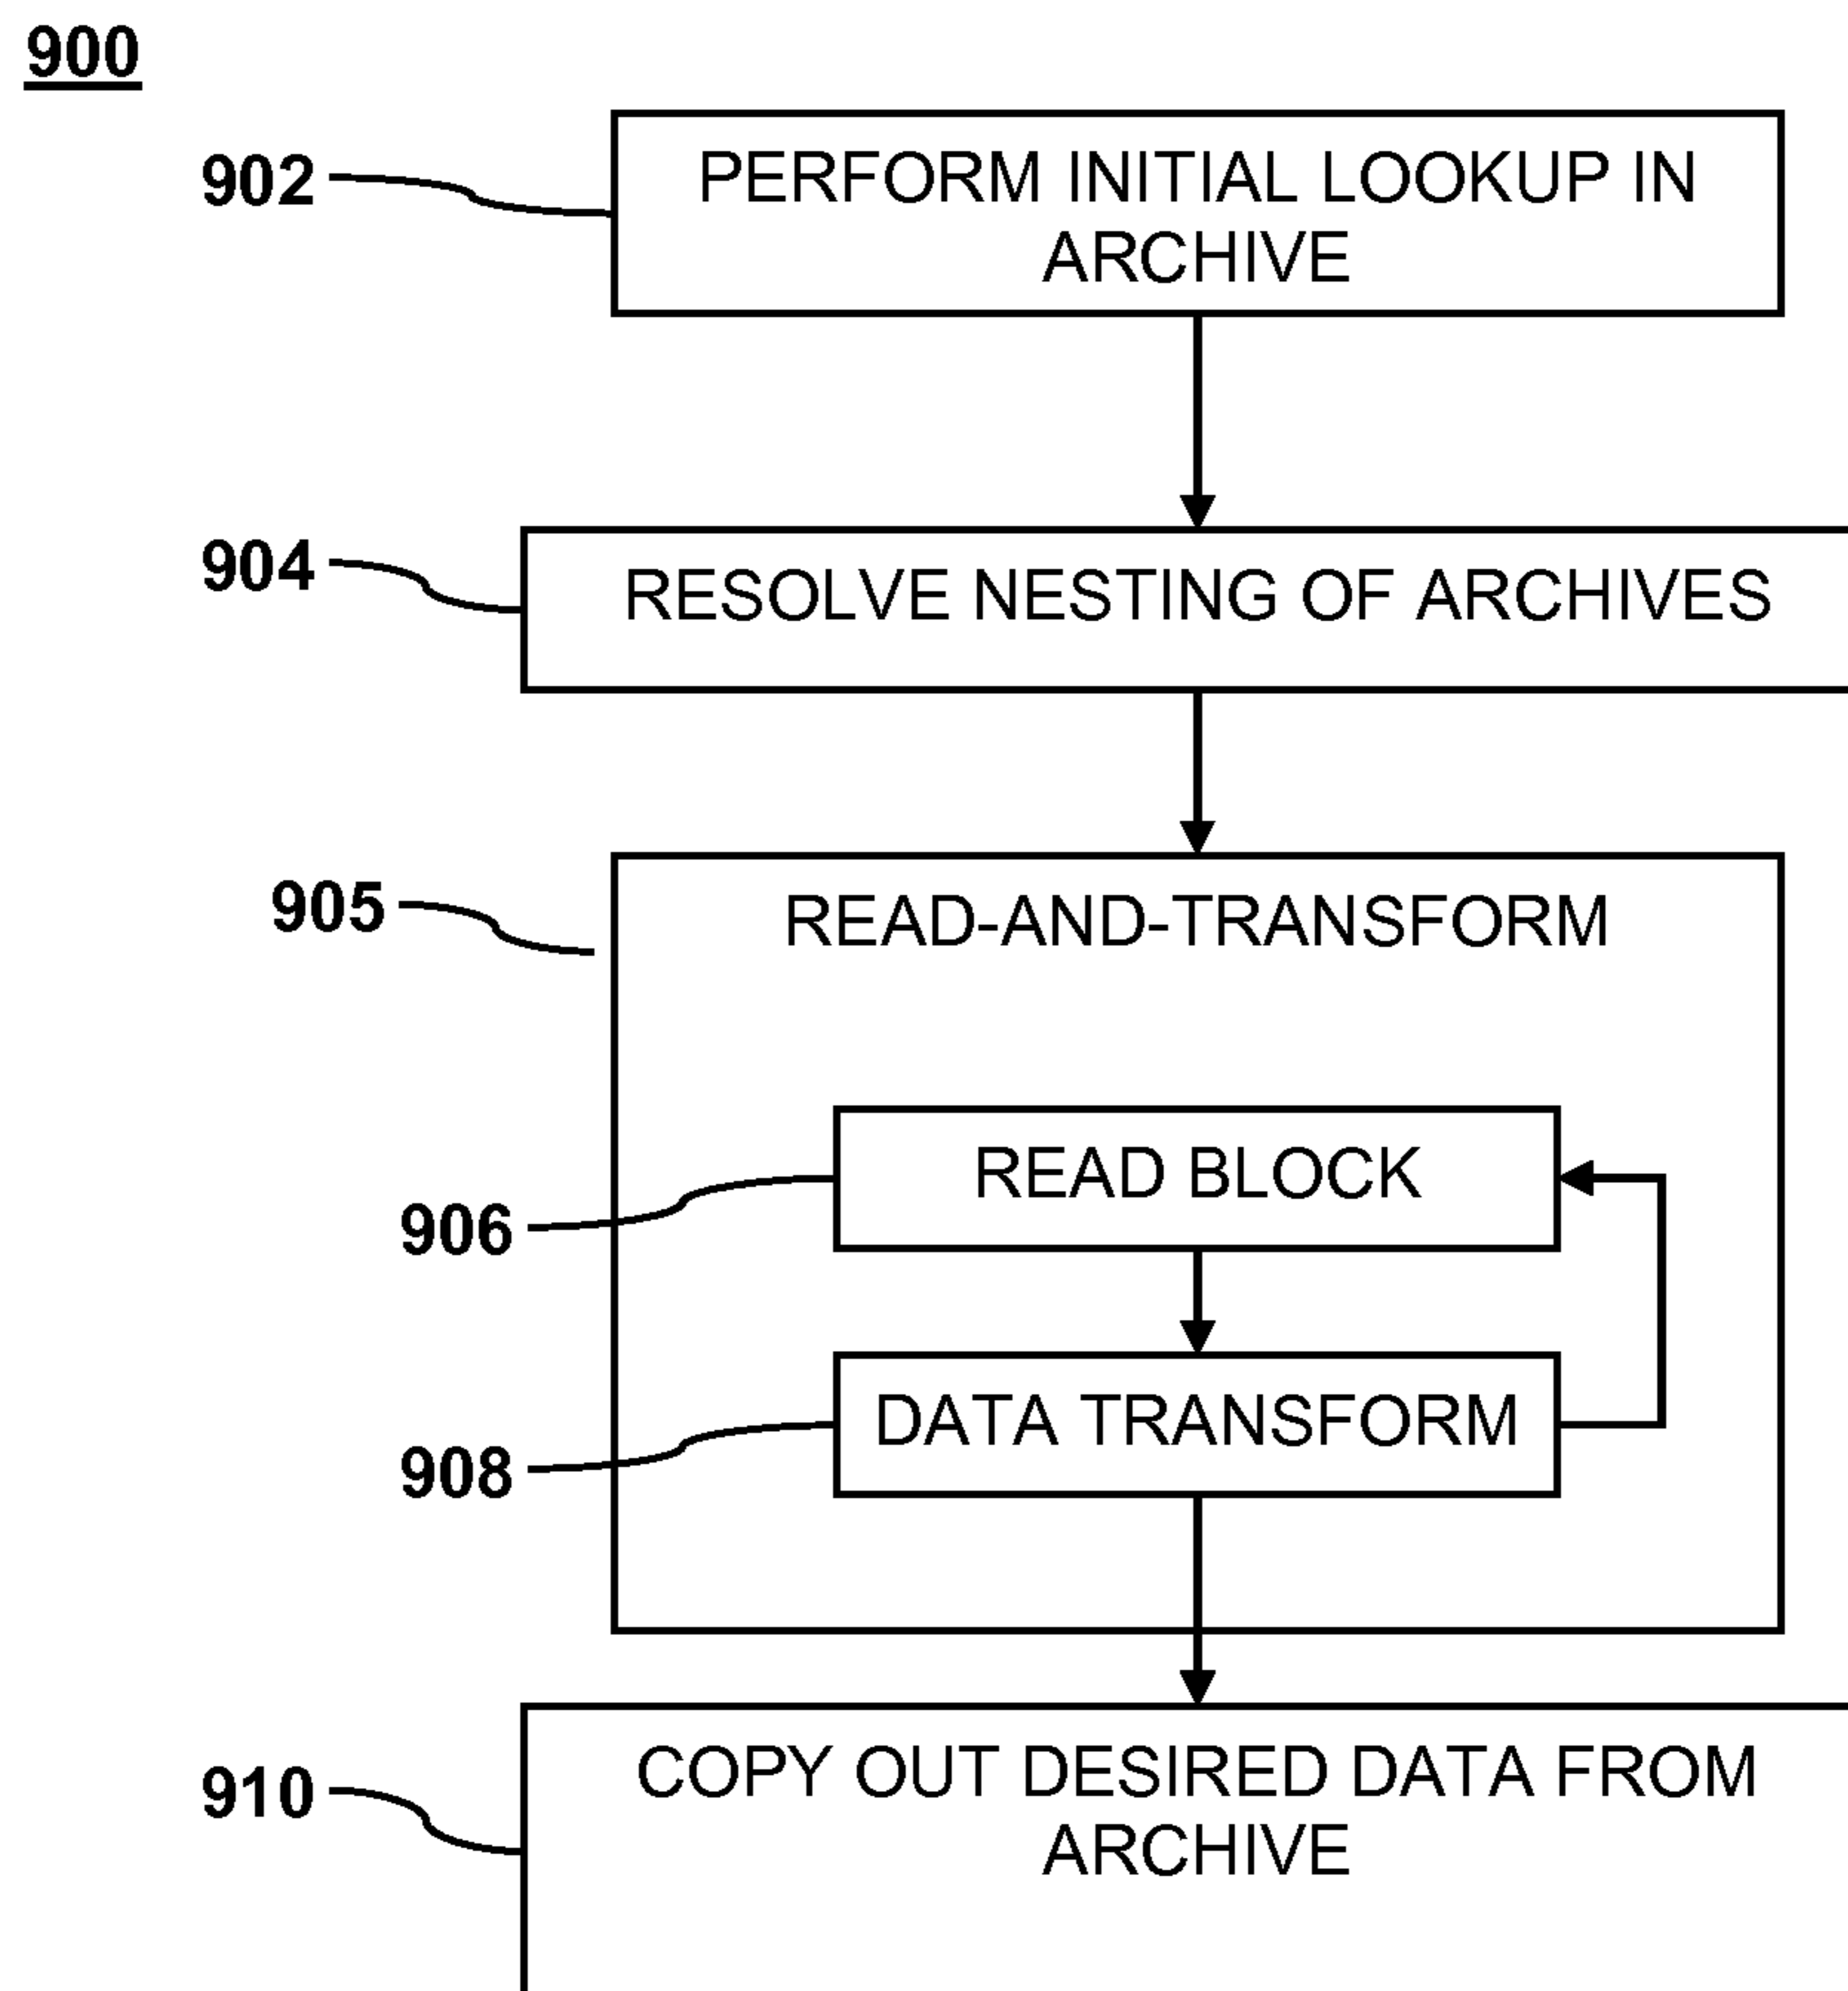 900
902
PERFORM INITIAL LOOKUP IN
ARCHIVE
904
RESOLVE NESTING OF ARCHIVES
905
READ-AND-TRANSFORM
906
READ BLOCK
908
DATA TRANSFORM
910
COPY OUT DESIRED DATA FROM
ARCHIVE